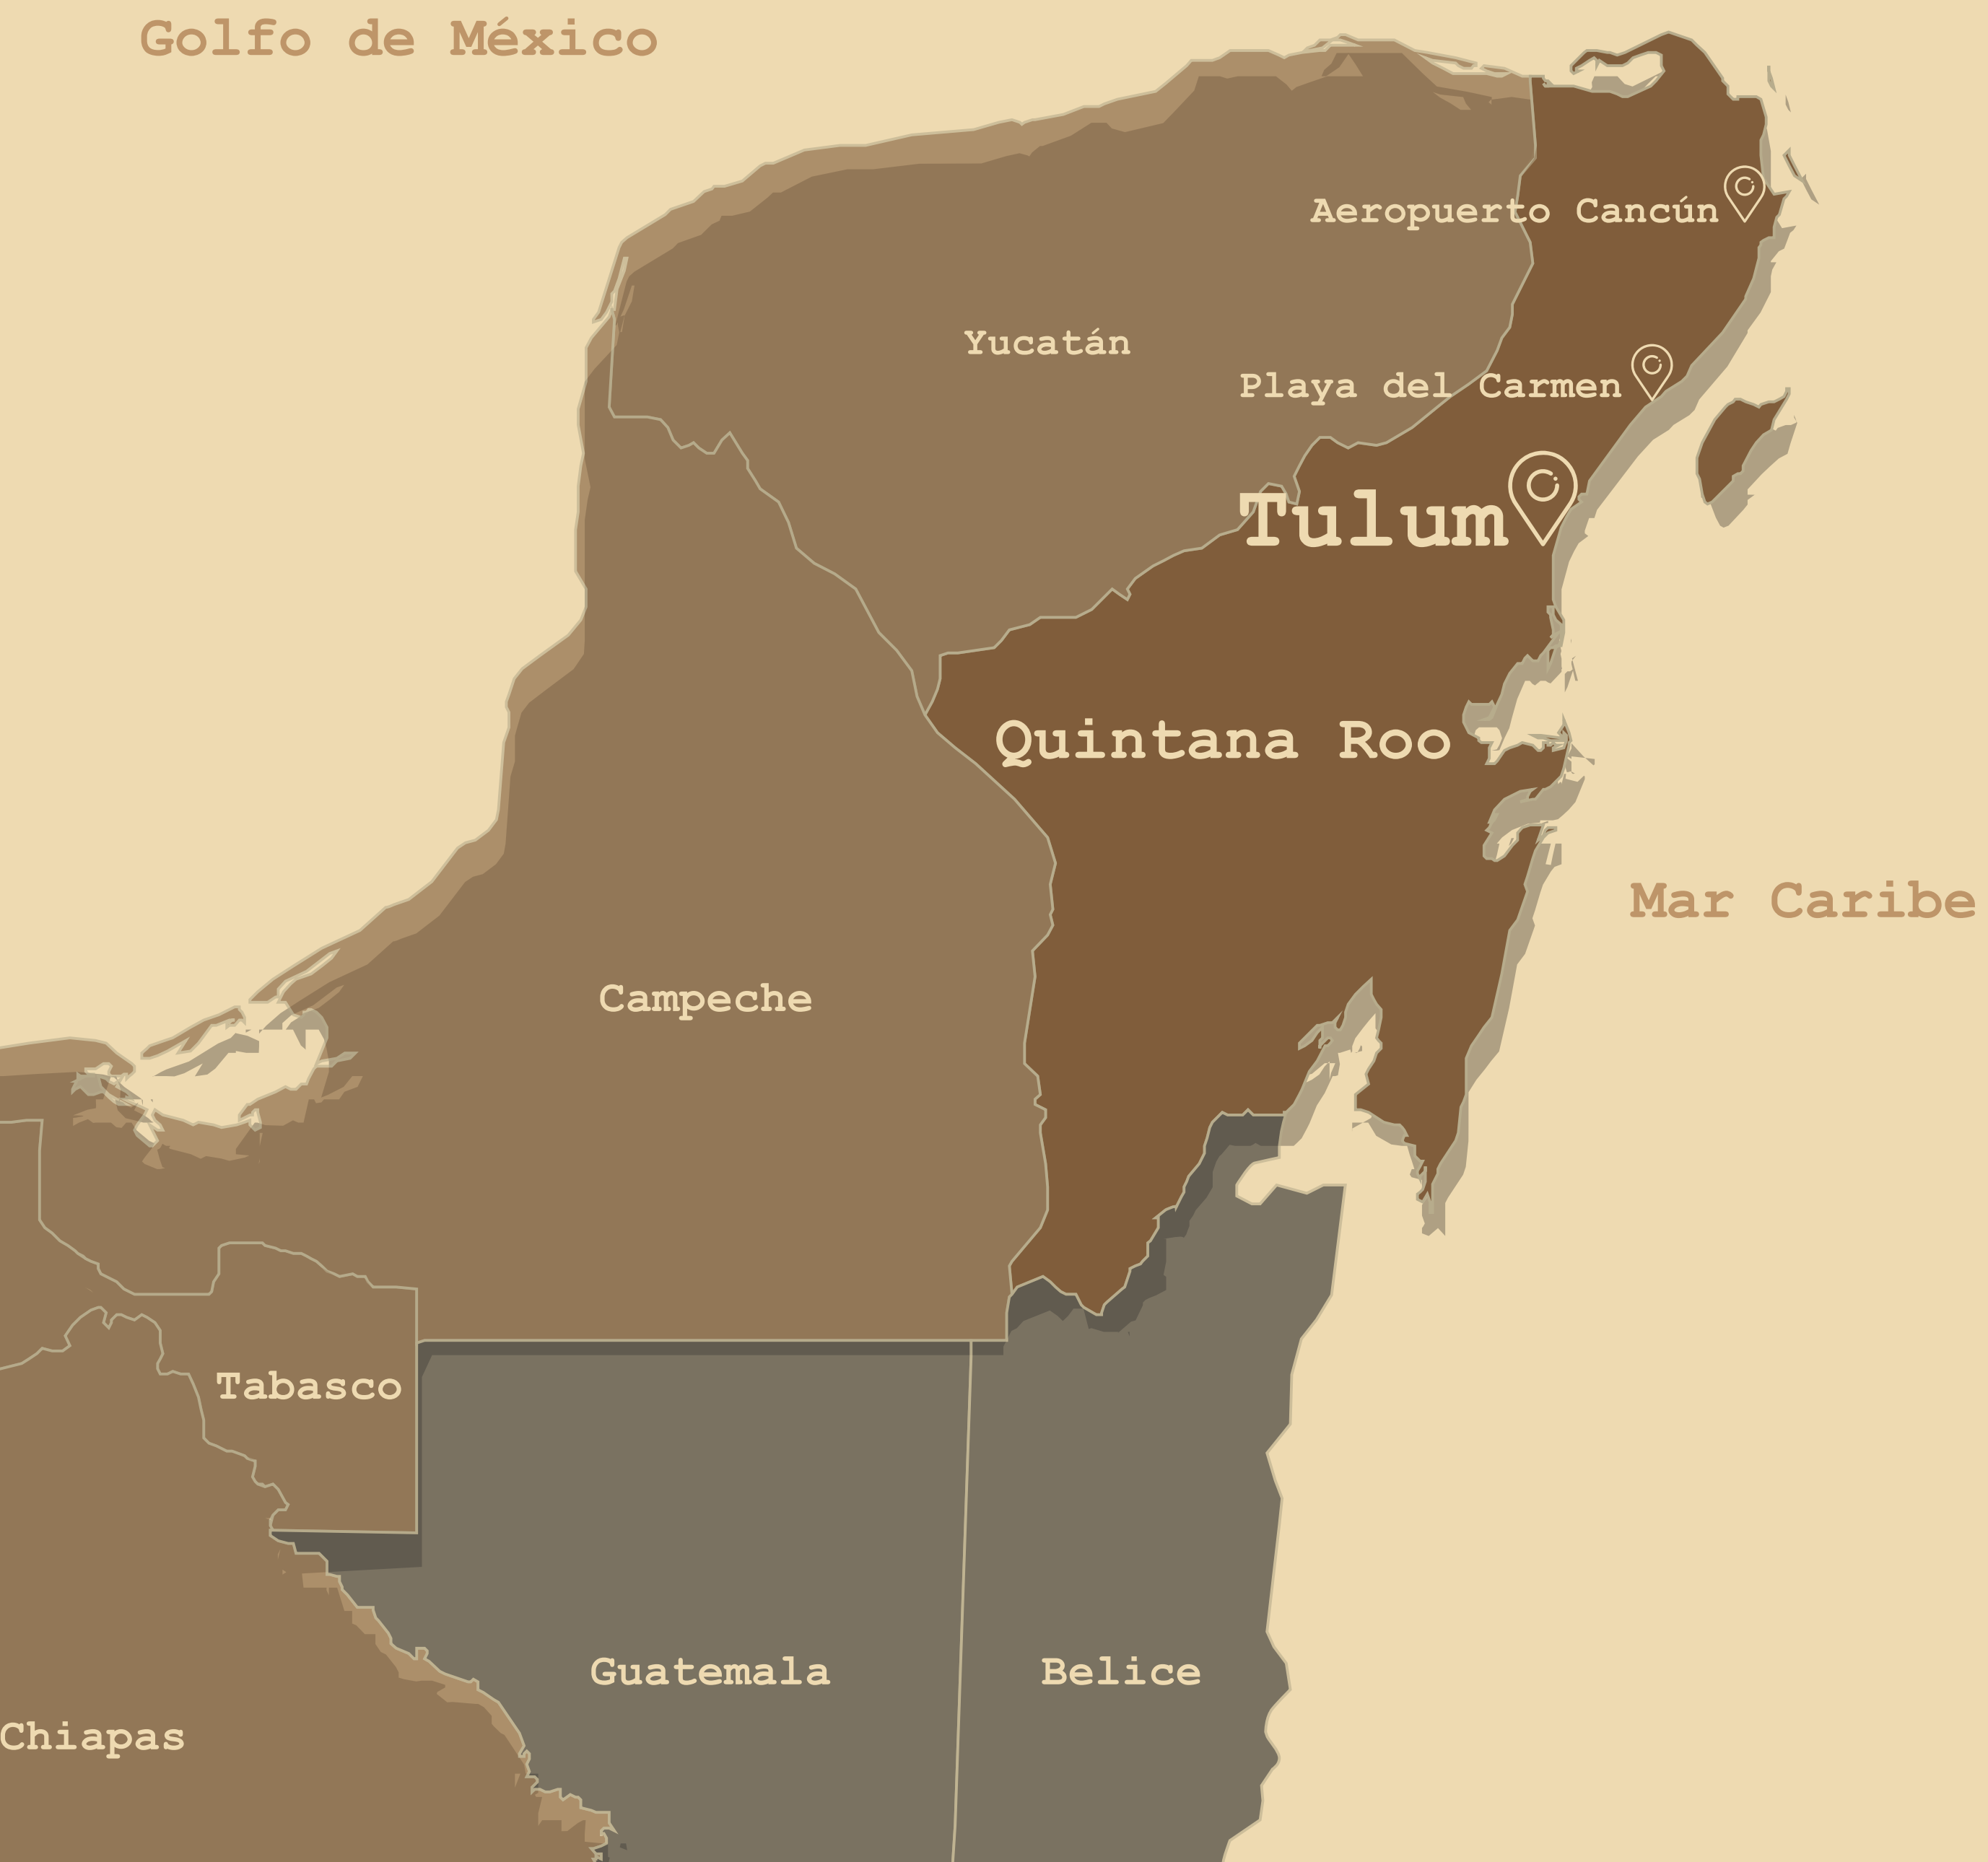 Golfo de México
Aeropuerto Cancún
Yucatán
Playa del Carmen
Tulum
Quintana Roo
Mar Caribe
Campeche
Tabasco
Guatemala
Belice
Chiapas